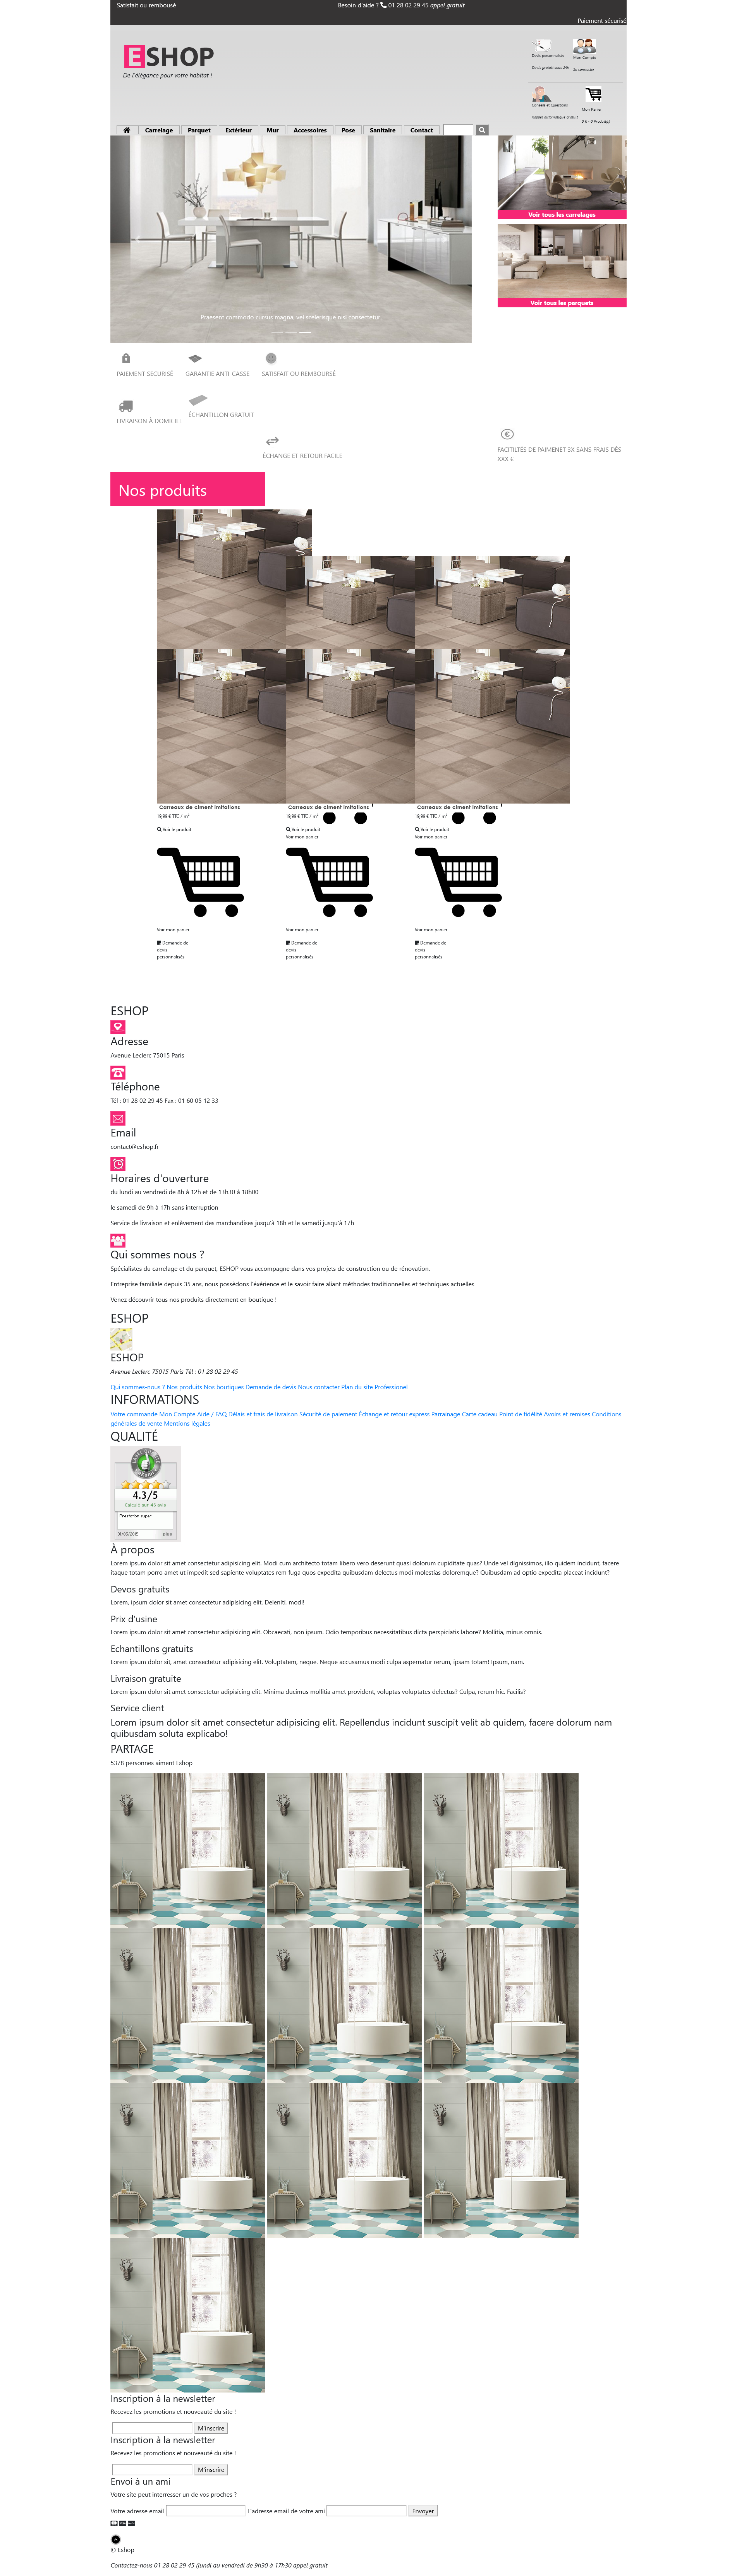 Satisfait ou remboursé
Besoin d'aide ? 01 28 02 29 45 appel gratuit
Paiement sécurisé
ESHOP
De l'élégance pour votre habitat !
Devis personnalisés
Devis gratuit sous 24h
Mon Compte
Se connecter
Conseils et Questions
Rappel automatique gratuit
Mon Panier
0 € - 0 Produit(s)
Carrelage
Parquet
Extérieur
Mur
Accessoires
Pose
Sanitaire
Contact
Praesent commodo cursus magna, vel scelerisque nisl consectetur.
Voir tous les carrelages
Voir tous les parquets
PAIEMENT SECURISÉ
GARANTIE ANTI-CASSE
SATISFAIT OU REMBOURSÉ
LIVRAISON À DOMICILE
ÉCHANTILLON GRATUIT
ÉCHANGE ET RETOUR FACILE
FACITILTÉS DE PAIMENET 3X SANS FRAIS DÈS
XXX €
Nos produits
Carreaux de ciment imitations
19,99 € TTC / m²
Voir le produit
Voir mon panier
Demande de
devis
personnalisés
Carreaux de ciment imitations
19,99 € TTC / m²
Voir le produit
Voir mon panier
Voir mon panier
Demande de
devis
personnalisés
Carreaux de ciment imitations
19,99 € TTC / m²
Voir le produit
Voir mon panier
Voir mon panier
Demande de
devis
personnalisés
ESHOP
Adresse
Avenue Leclerc 75015 Paris
Téléphone
Tél : 01 28 02 29 45 Fax : 01 60 05 12 33
Email
contact@eshop.fr
Horaires d'ouverture
du lundi au vendredi de 8h à 12h et de 13h30 à 18h00
le samedi de 9h à 17h sans interruption
Service de livraison et enlèvement des marchandises jusqu'à 18h et le samedi jusqu'à 17h
Qui sommes nous ?
Spécialistes du carrelage et du parquet, ESHOP vous accompagne dans vos projets de construction ou de rénovation.
Entreprise familiale depuis 35 ans, nous possédons l'éxérience et le savoir faire aliant méthodes traditionnelles et techniques actuelles
Venez découvrir tous nos produits directement en boutique !
ESHOP
ESHOP
Avenue Leclerc 75015 Paris Tél : 01 28 02 29 45
Qui sommes-nous ? Nos produits Nos boutiques Demande de devis Nous contacter Plan du site Professionel
INFORMATIONS
Votre commande Mon Compte Aide / FAQ Délais et frais de livraison Sécurité de paiement Échange et retour express Parrainage Carte cadeau Point de fidélité Avoirs et remises Conditions
générales de vente Mentions légales
QUALITÉ
4.3/5
Calculé sur 46 avis
Prestation super
03/05/2015
plus
À propos
Lorem ipsum dolor sit amet consectetur adipisicing elit. Modi cum architecto totam libero vero deserunt quasi dolorum cupiditate quas? Unde vel dignissimos, illo quidem incidunt, facere
itaque totam porro amet ut impedit sed sapiente voluptates rem fuga quos expedita quibusdam delectus modi molestias doloremque? Quibusdam ad optio expedita placeat incidunt?
Devos gratuits
Lorem, ipsum dolor sit amet consectetur adipisicing elit. Deleniti, modi!
Prix d'usine
Lorem ipsum dolor sit amet consectetur adipisicing elit. Obcaecati, non ipsum. Odio temporibus necessitatibus dicta perspiciatis labore? Mollitia, minus omnis.
Echantillons gratuits
Lorem ipsum dolor sit, amet consectetur adipisicing elit. Voluptatem, neque. Neque accusamus modi culpa aspernatur rerum, ipsam totam! Ipsum, nam.
Livraison gratuite
Lorem ipsum dolor sit amet consectetur adipisicing elit. Minima ducimus mollitia amet provident, voluptas voluptates delectus? Culpa, rerum hic. Facilis?
Service client
Lorem ipsum dolor sit amet consectetur adipisicing elit. Repellendus incidunt suscipit velit ab quidem, facere dolorum nam
quibusdam soluta explicabo!
PARTAGE
5378 personnes aiment Eshop
Inscription à la newsletter
Recevez les promotions et nouveauté du site !
M'inscrire
Inscription à la newsletter
Recevez les promotions et nouveauté du site !
M'inscrire
Envoi à un ami
Votre site peut interresser un de vos proches ?
Votre adresse email
L'adresse email de votre ami
Envoyer
© Eshop
Contactez-nous 01 28 02 29 45 (lundi au vendredi de 9h30 à 17h30 appel gratuit